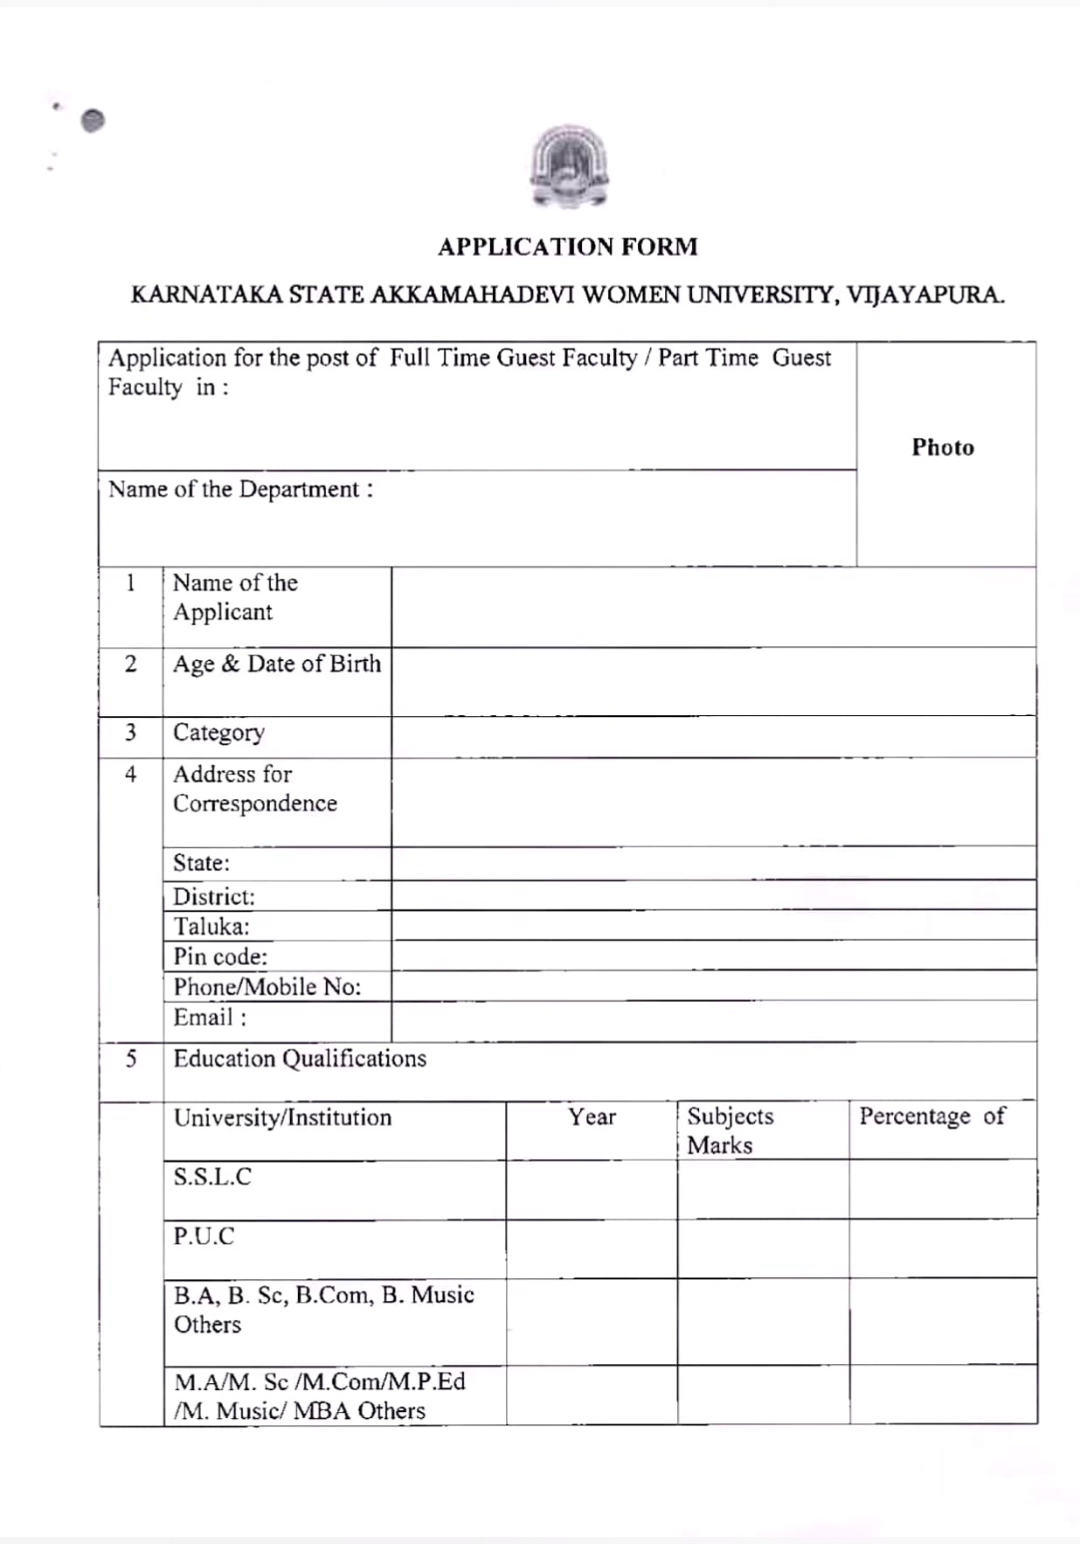 APPLICATION FORM
KARNATAKA STATE AKKAMAHADEVI WOMEN UNIVERSITY, VIJAYAPURA.
Application for the post of Full Time Guest Faculty / Part Time Guest
Faculty in :
Photo
Name of the Department :
1 Name of the
Applicant
2 Age & Date of Birth
3 Category
4 Address for
Correspondence
State:
District:
Taluka:
Pin code:
Phone/Mobile No:
Email :
5 Education Qualifications
University/Institution Year Subjects Percentage of
Marks
S.S.L.C
P.U.C
B.A, B. Sc, B.Com, B. Music
Others
M.A/M. Sc /M.Com/M.P.Ed
/M. Music/ MBA Others